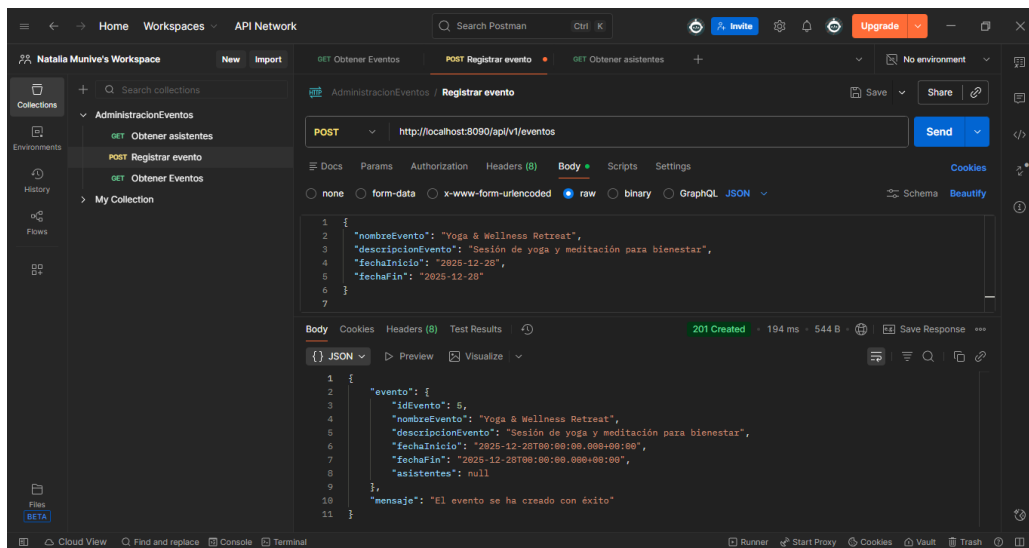 Home Workspaces API Network Search Postman Ctrl K Invite Upgrade
Natalia Munive's Workspace New Import GET Obtener Eventos POST Registrar evento GET Obtener asistentes No environment
Collections
Environments
History
Flows
Files
BETA
Search collections
AdministracionEventos
GET Obtener asistentes
POST Registrar evento
GET Obtener Eventos
My Collection
HTTP AdministracionEventos / Registrar evento Save Share
POST http://localhost:8090/api/v1/eventos Send
Docs Params Authorization Headers (8) Body Scripts Settings Cookies
none form-data x-www-form-urlencoded raw binary GraphQL JSON Schema Beautify
1 {
2 "nombreEvento": "Yoga & Wellness Retreat",
3 "descripcionEvento": "Sesión de yoga y meditación para bienestar",
4 "fechaInicio": "2025-12-28",
5 "fechaFin": "2025-12-28"
6 }
7
Body Cookies Headers (8) Test Results 201 Created 194 ms 544 B Save Response
{} JSON Preview Visualize
1 {
2 "evento": {
3 "idEvento": 5,
4 "nombreEvento": "Yoga & Wellness Retreat",
5 "descripcionEvento": "Sesión de yoga y meditación para bienestar",
6 "fechaInicio": "2025-12-28T00:00:00.000+00:00",
7 "fechaFin": "2025-12-28T00:00:00.000+00:00",
8 "asistentes": null
9 },
10 "mensaje": "El evento se ha creado con éxito"
11 }
Cloud View Find and replace Console Terminal Runner Start Proxy Cookies Vault Trash